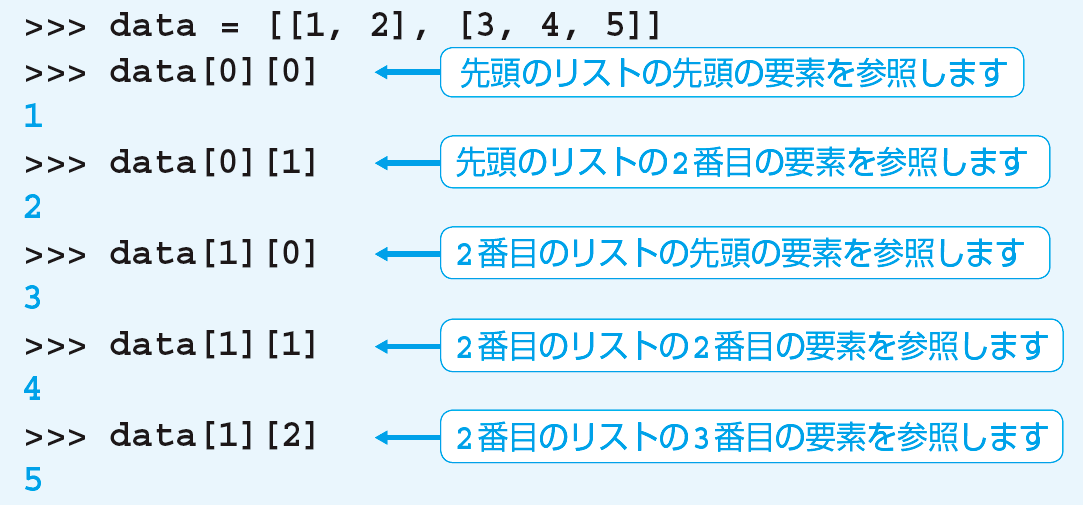 >>> data = [[1, 2], [3, 4, 5]]
>>> data[0][0] 先頭のリストの先頭の要素を参照します
1
>>> data[0][1] 先頭のリストの2番目の要素を参照します
2
>>> data[1][0] 2番目のリストの先頭の要素を参照します
3
>>> data[1][1] 2番目のリストの2番目の要素を参照します
4
>>> data[1][2] 2番目のリストの3番目の要素を参照します
5